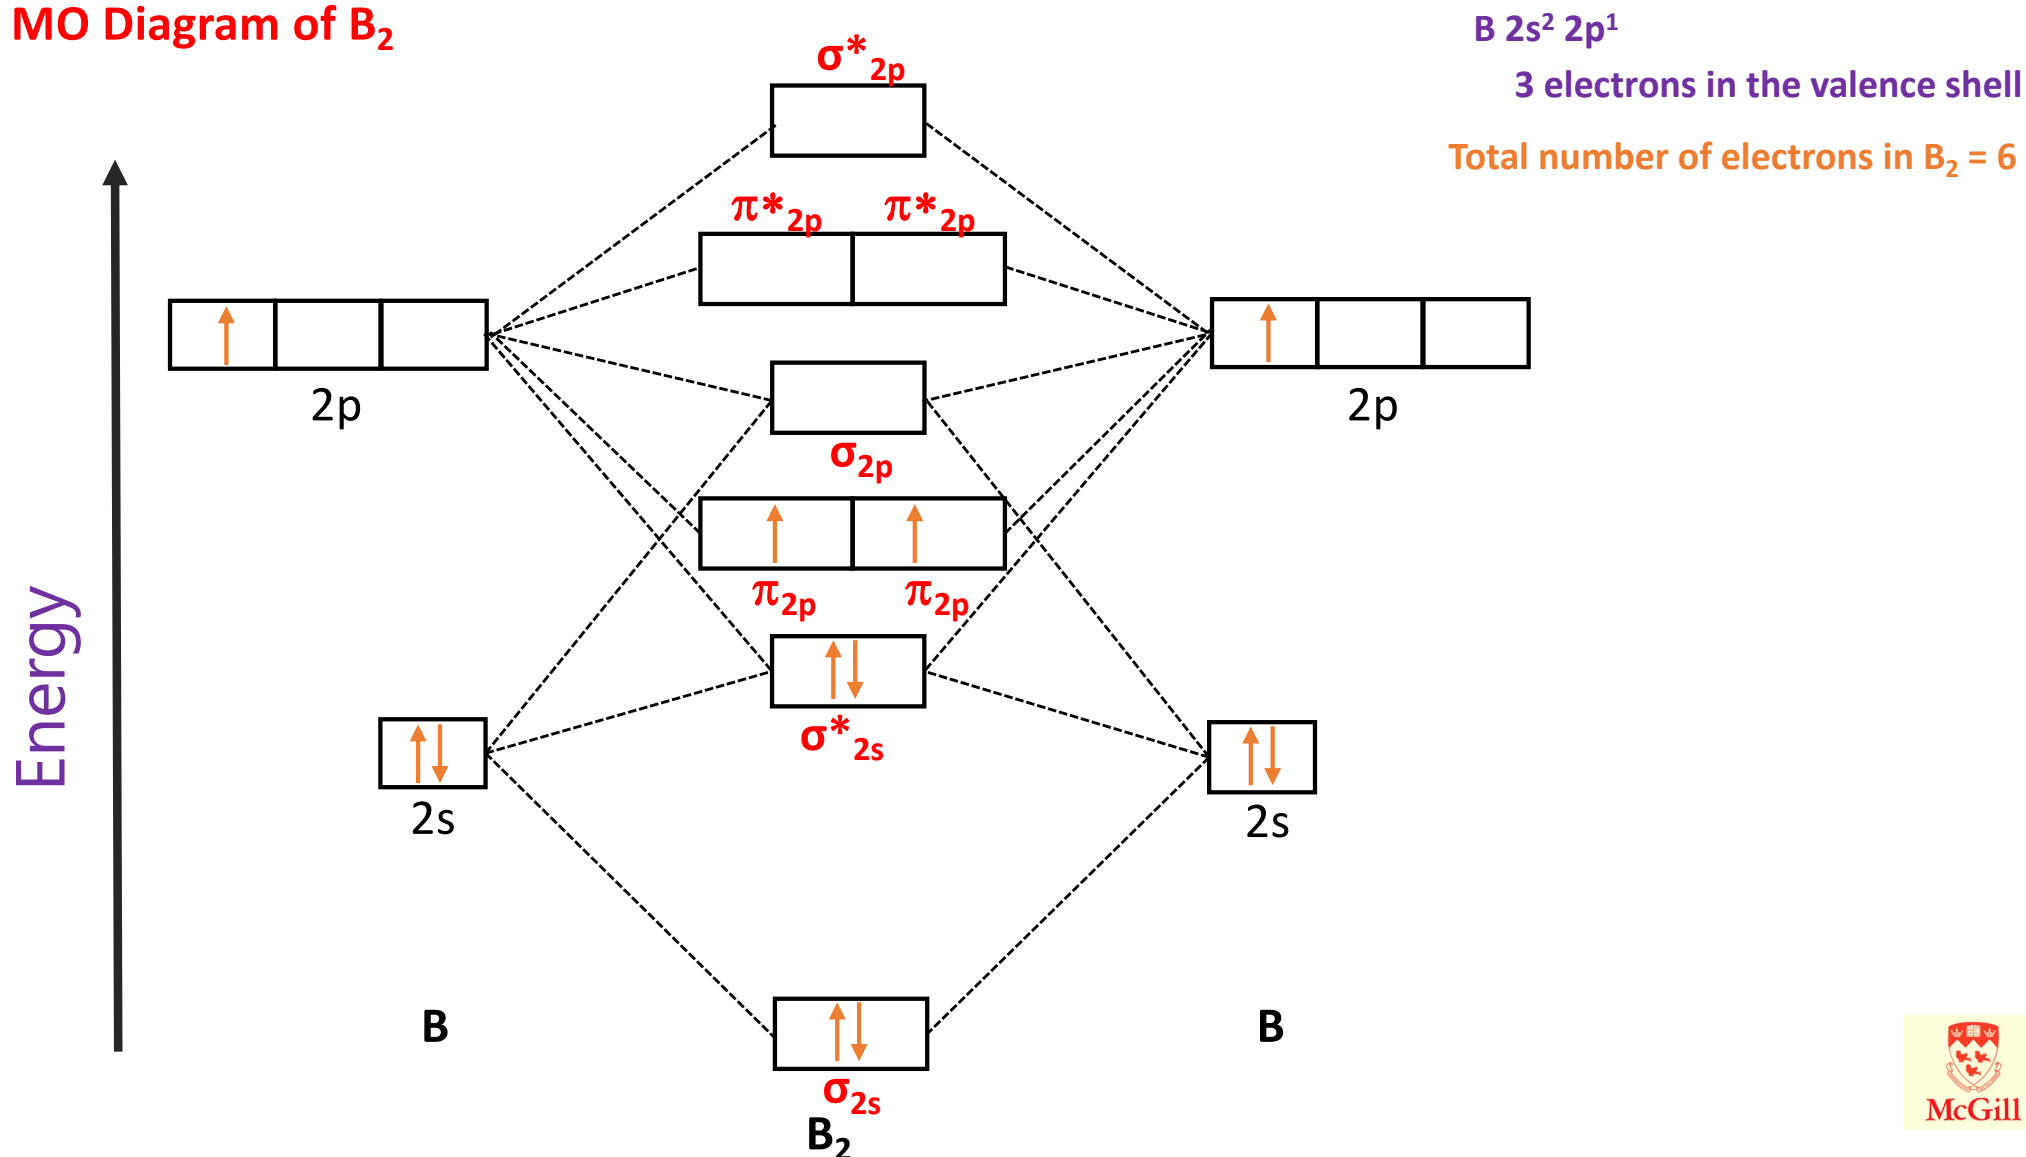 MO Diagram of B₂
B 2s² 2p¹
3 electrons in the valence shell
Total number of electrons in B₂ = 6
σ*₂ₚ
π*₂ₚ π*₂ₚ
2p
2p
σ₂ₚ
π₂ₚ π₂ₚ
σ*₂ₛ
2s
2s
Energy
B
B
σ₂ₛ
B₂
McGill